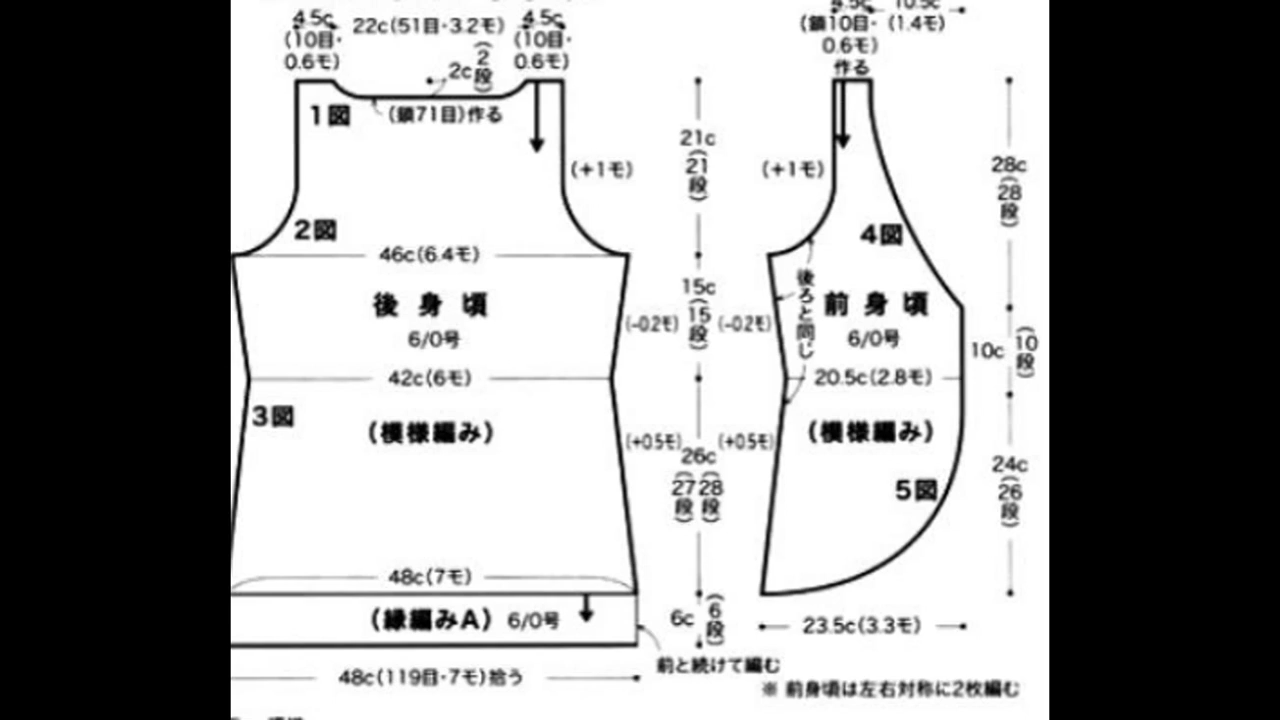 4.5c
(10目・
0.6モ)
22c(51目・3.2モ)
4.5c
(10目・
0.6モ)
2c(2段)
1図
(鎖71目)作る
(+1モ)
2図
46c(6.4モ)
後身頃
6/0号
42c(6モ)
3図
(模様編み)
48c(7モ)
(縁編みA) 6/0号
48c(119目・7モ)拾う
21c(21段)
15c(15段)
(-0.2モ)
(+0.5モ)
26c
(27段)
(28段)
6c(6段)
前と続けて編む
4.5c
(鎖10目・
0.6モ)
作る
10.5c
(1.4モ)
(+1モ)
4図
後ろと同じ
前身頃
6/0号
(-0.2モ)
20.5c(2.8モ)
(模様編み)
(+0.5モ)
5図
28c(28段)
10c(10段)
24c(26段)
23.5c(3.3モ)
※ 前身頃は左右対称に2枚編む